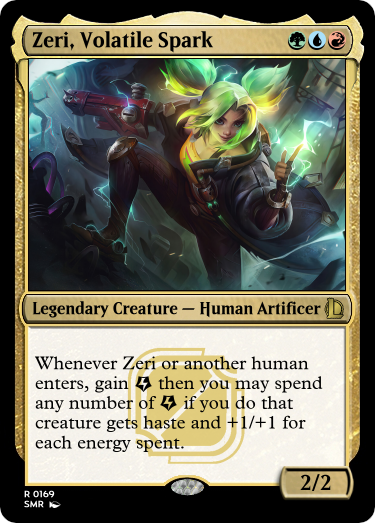 Zeri, Volatile Spark
Legendary Creature — Human Artificer
Whenever Zeri or another human
enters, gain then you may spend
any number of if you do that
creature gets haste and +1/+1 for
each energy spent.
2/2
R 0169
SMR